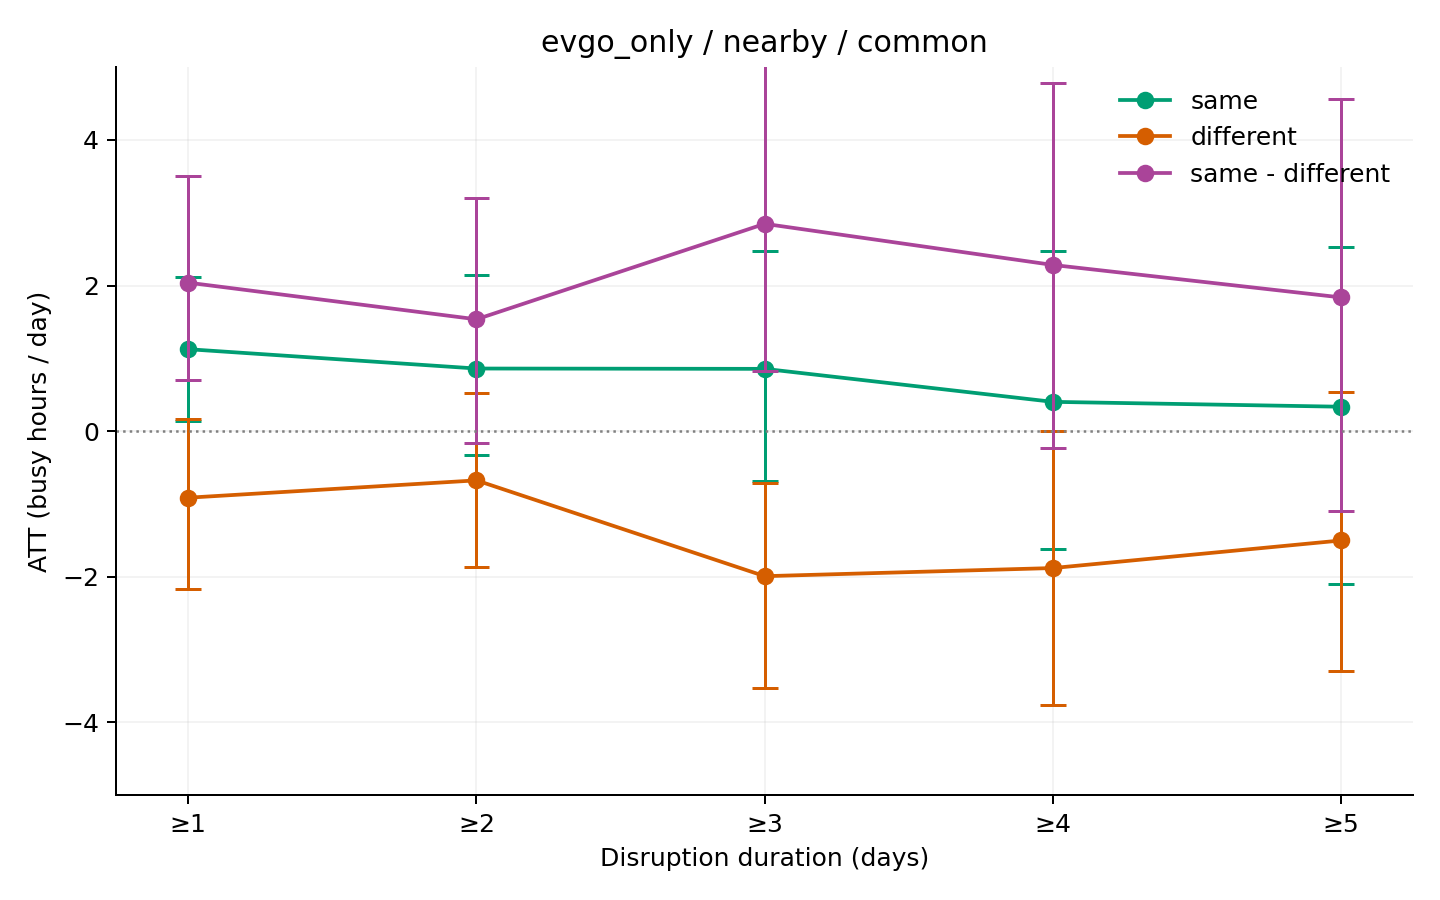 evgo_only / nearby / common
same
different
same - different
ATT (busy hours / day)
4
2
0
−2
−4
≥1 ≥2 ≥3 ≥4 ≥5
Disruption duration (days)